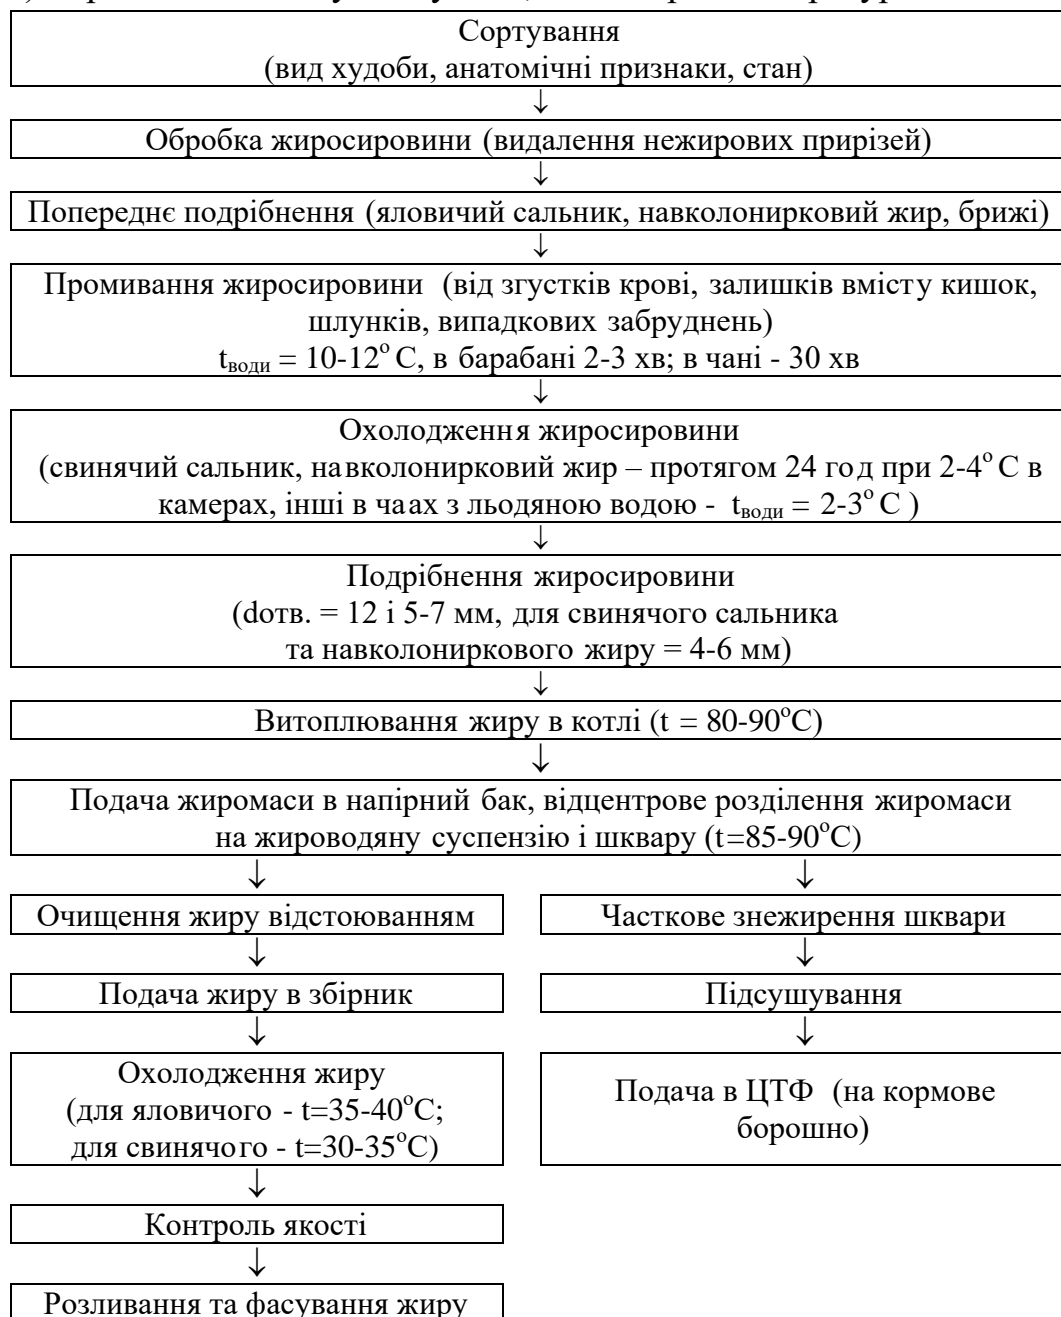 Сортування
(вид худоби, анатомічні признаки, стан)
↓
Обробка жиросировини (видалення нежирових прирізей)
↓
Попереднє подрібнення (яловичий сальник, навколонирковий жир, брижі)
↓
Промивання жиросировини (від згустків крові, залишків вмісту кишок,
шлунків, випадкових забруднень)
tводи = 10-12° С, в барабані 2-3 хв; в чані - 30 хв
↓
Охолодження жиросировини
(свинячий сальник, навколонирковий жир – протягом 24 год при 2-4° С в
камерах, інші в чаах з льодяною водою - tводи = 2-3° С )
↓
Подрібнення жиросировини
(dотв. = 12 і 5-7 мм, для свинячого сальника
та навколониркового жиру = 4-6 мм)
↓
Витоплювання жиру в котлі (t = 80-90°С)
↓
Подача жиромаси в напірний бак, відцентрове розділення жиромаси
на жироводяну суспензію і шквару (t=85-90°С)
↓ ↓
Очищення жиру відстоюванням
↓
Подача жиру в збірник
↓
Охолодження жиру
(для яловичого - t=35-40°С;
для свинячого - t=30-35°С)
↓
Контроль якості
↓
Розливання та фасування жиру
Часткове знежирення шквари
↓
Підсушування
↓
Подача в ЦТФ (на кормове
борошно)